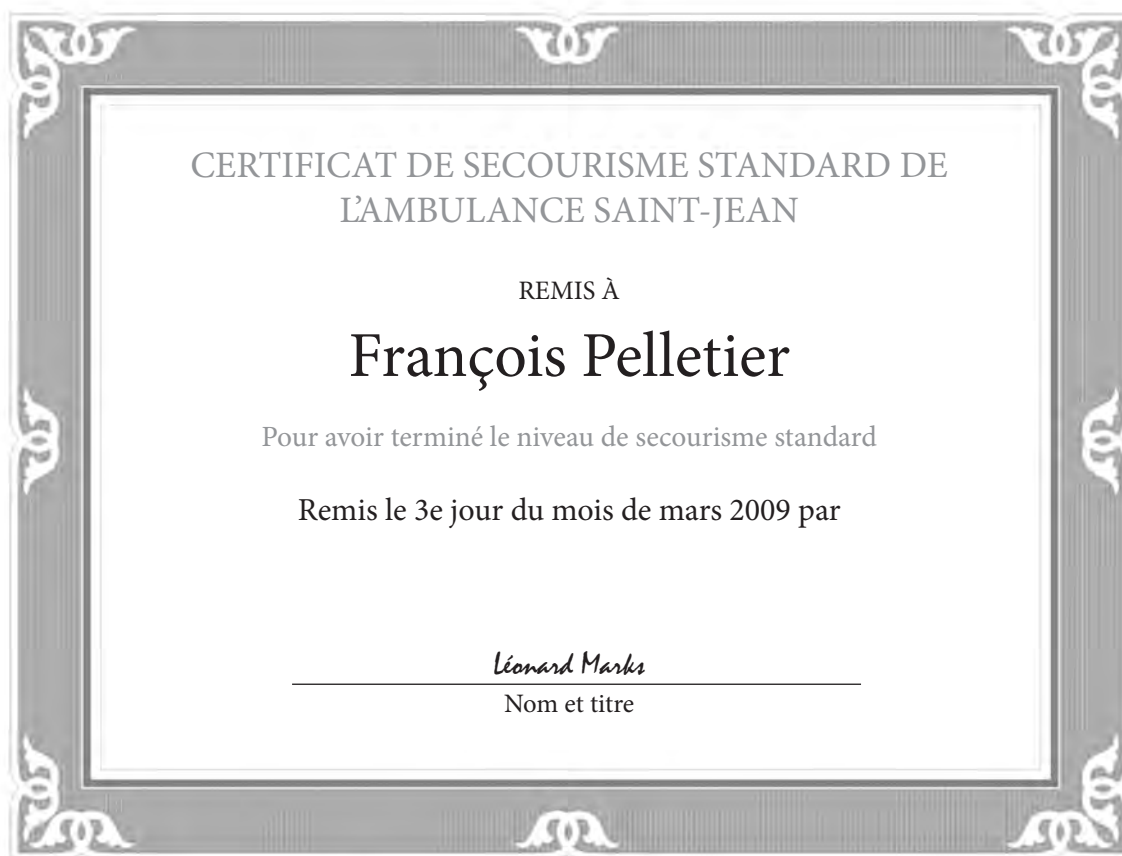 CERTIFICAT DE SECOURISME STANDARD DE
L'AMBULANCE SAINT-JEAN
REMIS À
François Pelletier
Pour avoir terminé le niveau de secourisme standard
Remis le 3e jour du mois de mars 2009 par
Léonard Marks
Nom et titre